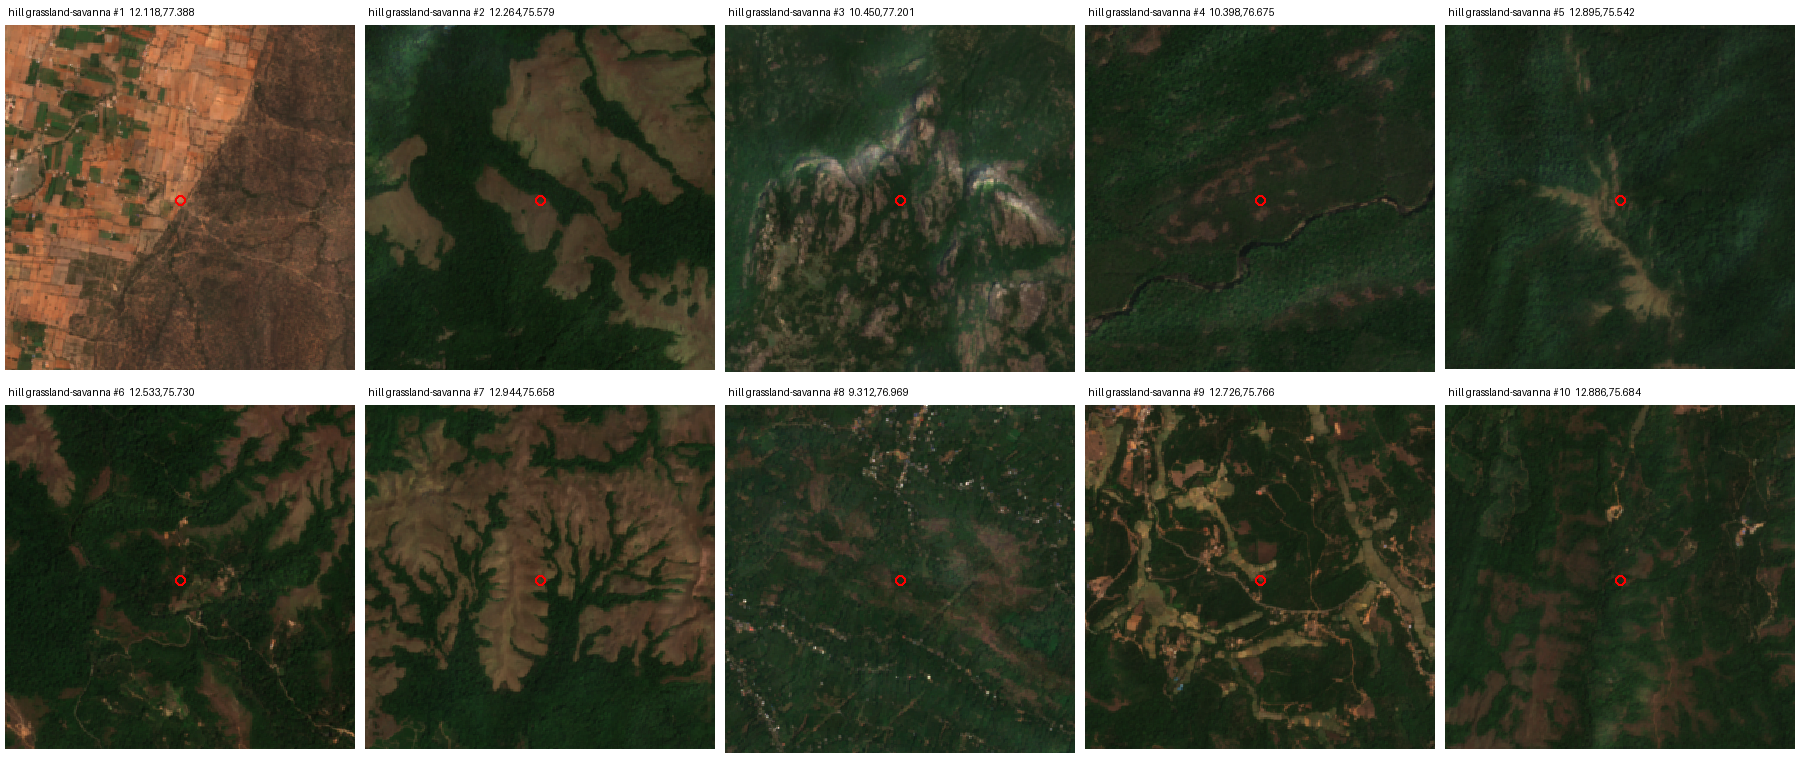 hill grassland-savanna #1 12.118,77.388
hill grassland-savanna #2 12.264,75.579
hill grassland-savanna #3 10.450,77.201
hill grassland-savanna #4 10.398,76.675
hill grassland-savanna #5 12.895,75.542
hill grassland-savanna #6 12.533,75.730
hill grassland-savanna #7 12.944,75.658
hill grassland-savanna #8 9.312,76.969
hill grassland-savanna #9 12.726,75.766
hill grassland-savanna #10 12.886,75.684